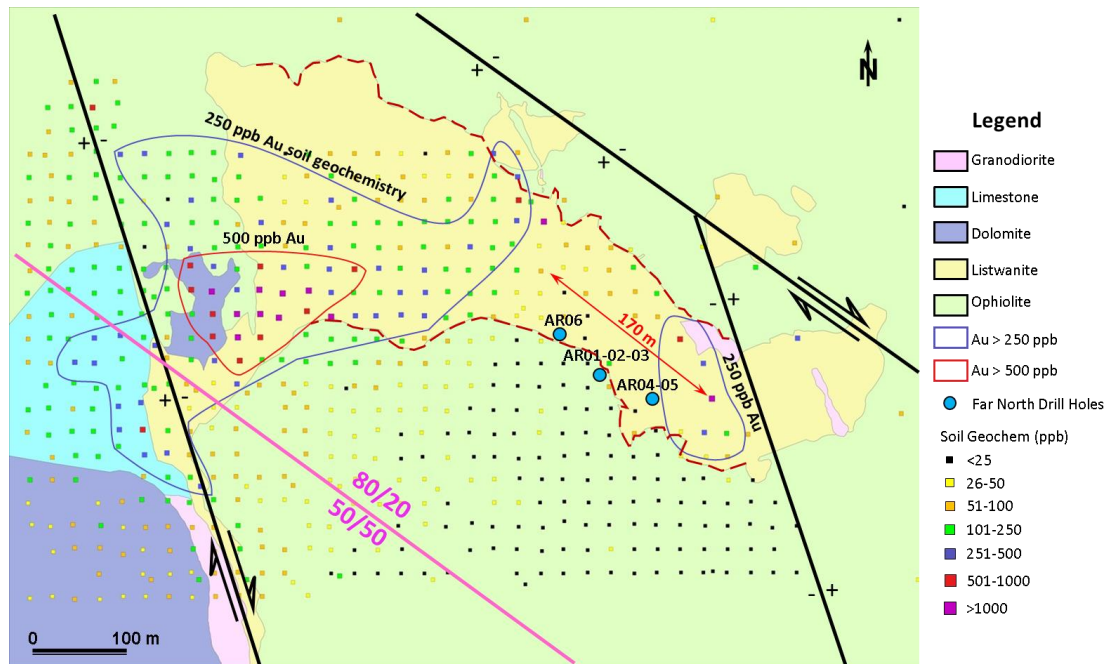 N
+ -
+ -
+ -
+ -
- +
- +
+ -
250 ppb Au soil geochemistry
500 ppb Au
AR06
170 m
AR01-02-03
AR04-05
250 ppb Au
80/20
50/50
0 100 m
Legend
Granodiorite
Limestone
Dolomite
Listwanite
Ophiolite
Au > 250 ppb
Au > 500 ppb
Far North Drill Holes
Soil Geochem (ppb)
<25
26-50
51-100
101-250
251-500
501-1000
>1000